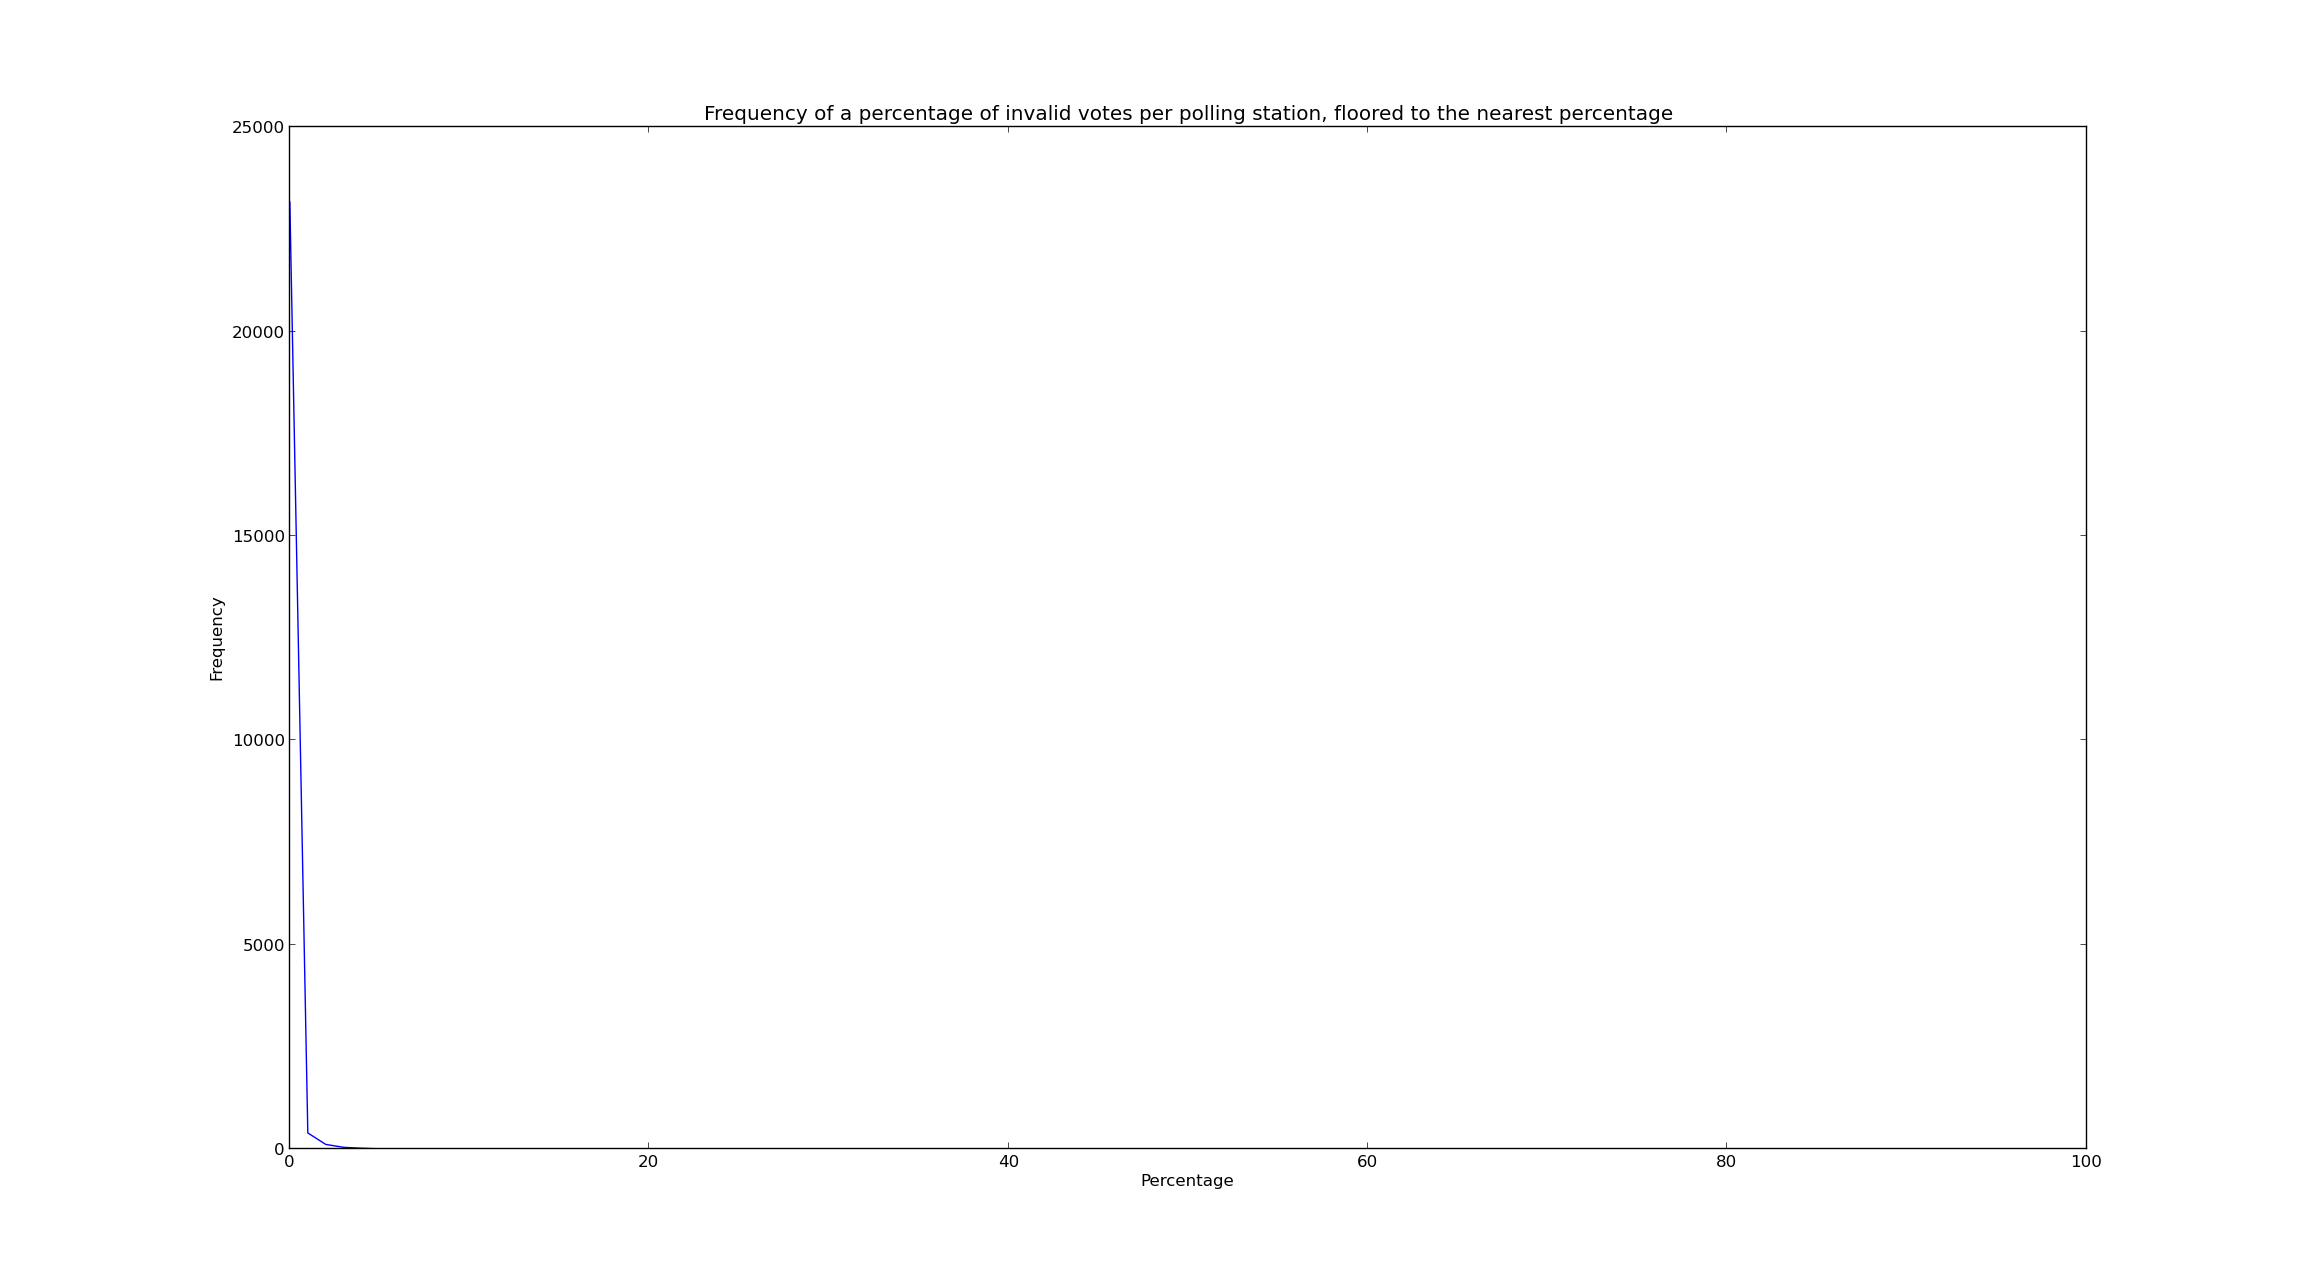 Frequency of a percentage of invalid votes per polling station, floored to the nearest percentage
25000
20000
15000
10000
5000
0
Frequency
0 20 40 60 80 100
Percentage